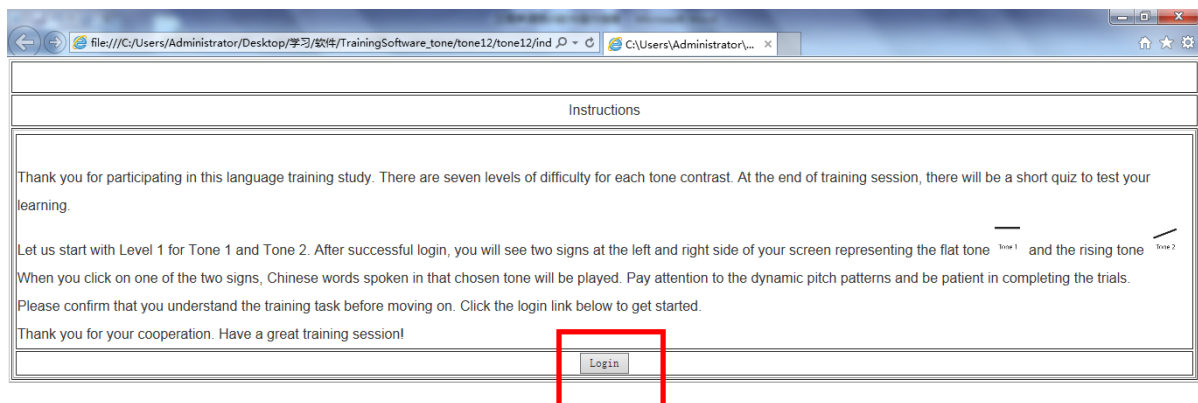 file:///C:/Users/Administrator/Desktop/学习/软件/TrainingSoftware_tone/tone12/tone12/ind
C:\Users\Administrator\...
Instructions
Thank you for participating in this language training study. There are seven levels of difficulty for each tone contrast. At the end of training session, there will be a short quiz to test your
learning.
Let us start with Level 1 for Tone 1 and Tone 2. After successful login, you will see two signs at the left and right side of your screen representing the flat tone Tone 1 and the rising tone Tone 2
When you click on one of the two signs, Chinese words spoken in that chosen tone will be played. Pay attention to the dynamic pitch patterns and be patient in completing the trials.
Please confirm that you understand the training task before moving on. Click the login link below to get started.
Thank you for your cooperation. Have a great training session!
Login